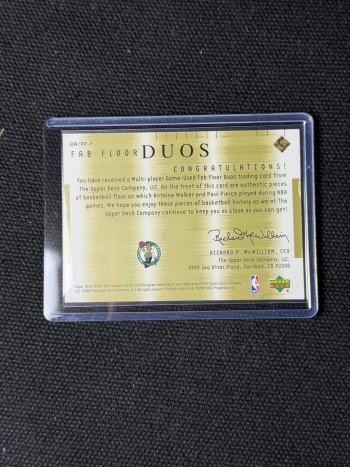 AW/PP-F
FAB FLOOR DUOS
CONGRATULATIONS!
You have received a Multi-player Game-Used Fab Floor Duos trading card from
The Upper Deck Company, LLC. On the front of this card are authentic pieces
of basketball floor on which Antoine Walker and Paul Pierce played during NBA
games. We hope you enjoy these pieces of basketball history as we at The
Upper Deck Company continue to keep you as close as you can get!
Richard McWilliam
RICHARD P. McWILLIAM, CEO
The Upper Deck Company, LLC.
5909 Sea Otter Place, Carlsbad, CA 92008